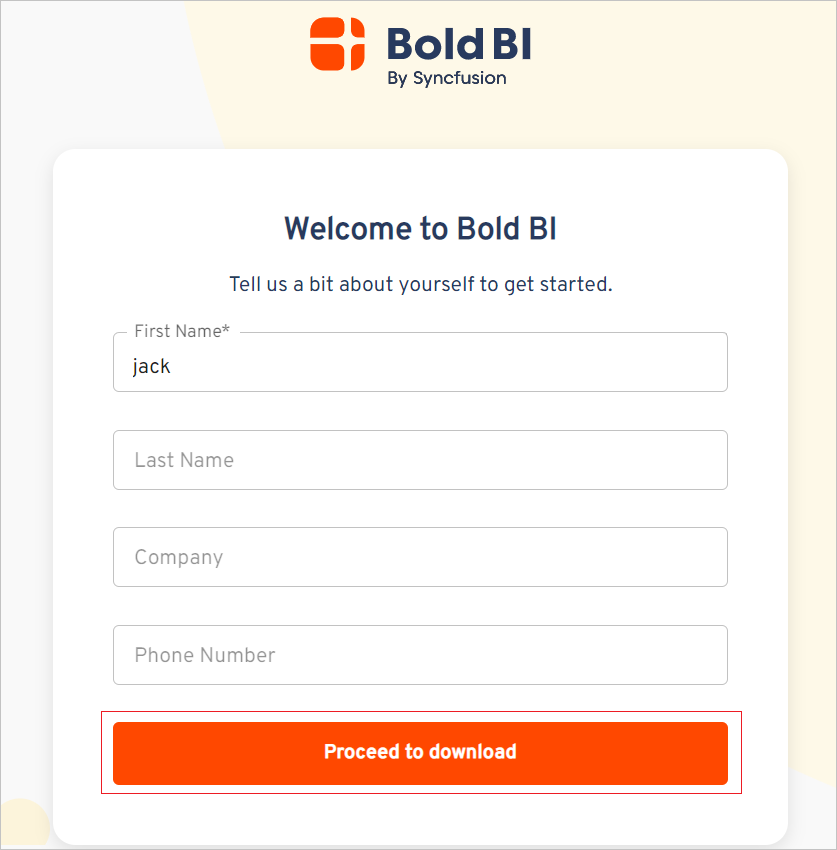 Bold BI
By Syncfusion
Welcome to Bold BI
Tell us a bit about yourself to get started.
First Name*
jack
Last Name
Company
Phone Number
Proceed to download